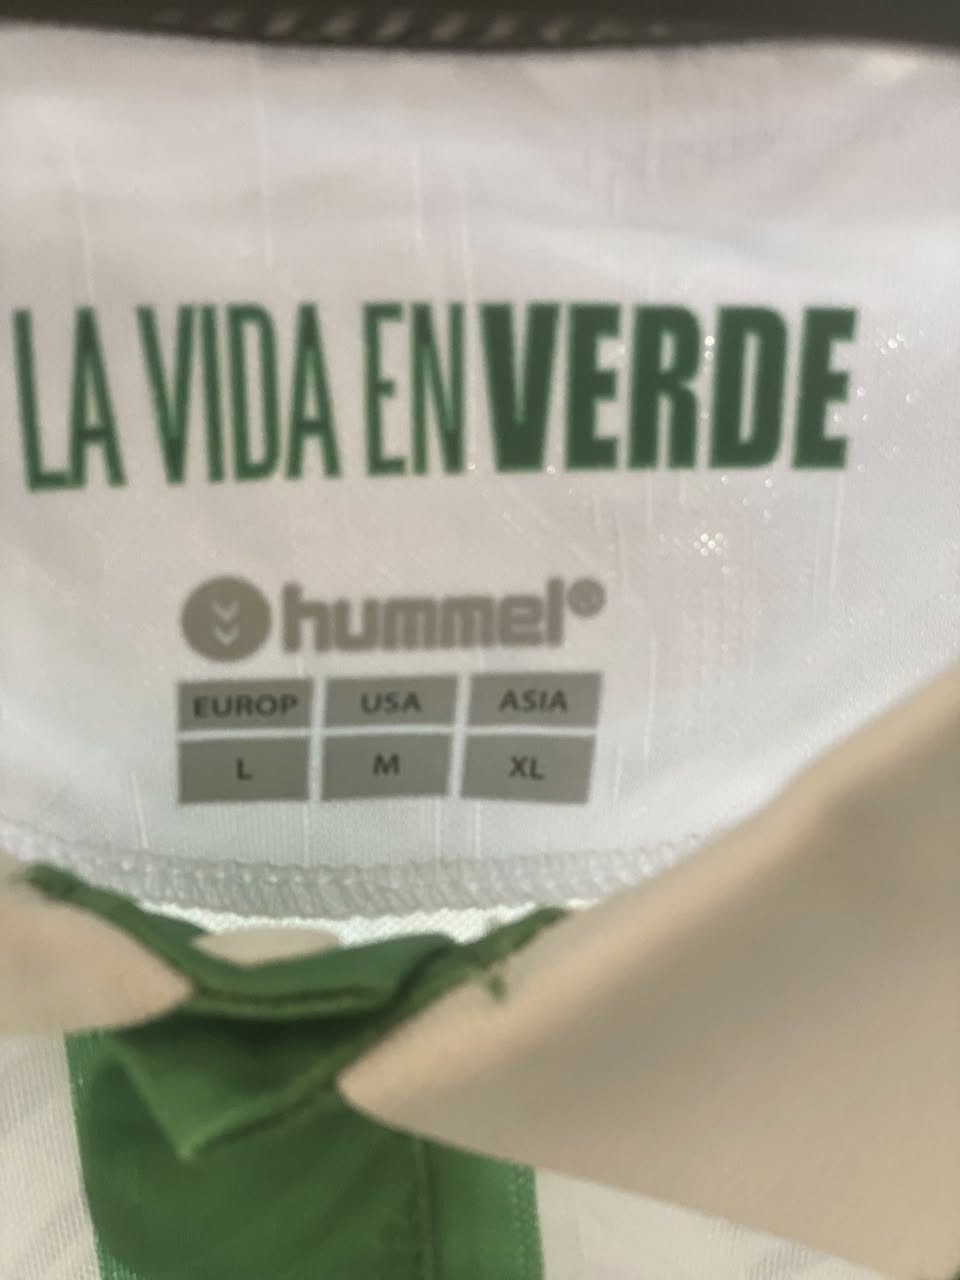 LA VIDA EN VERDE
hummel®
EUROP USA ASIA
L M XL